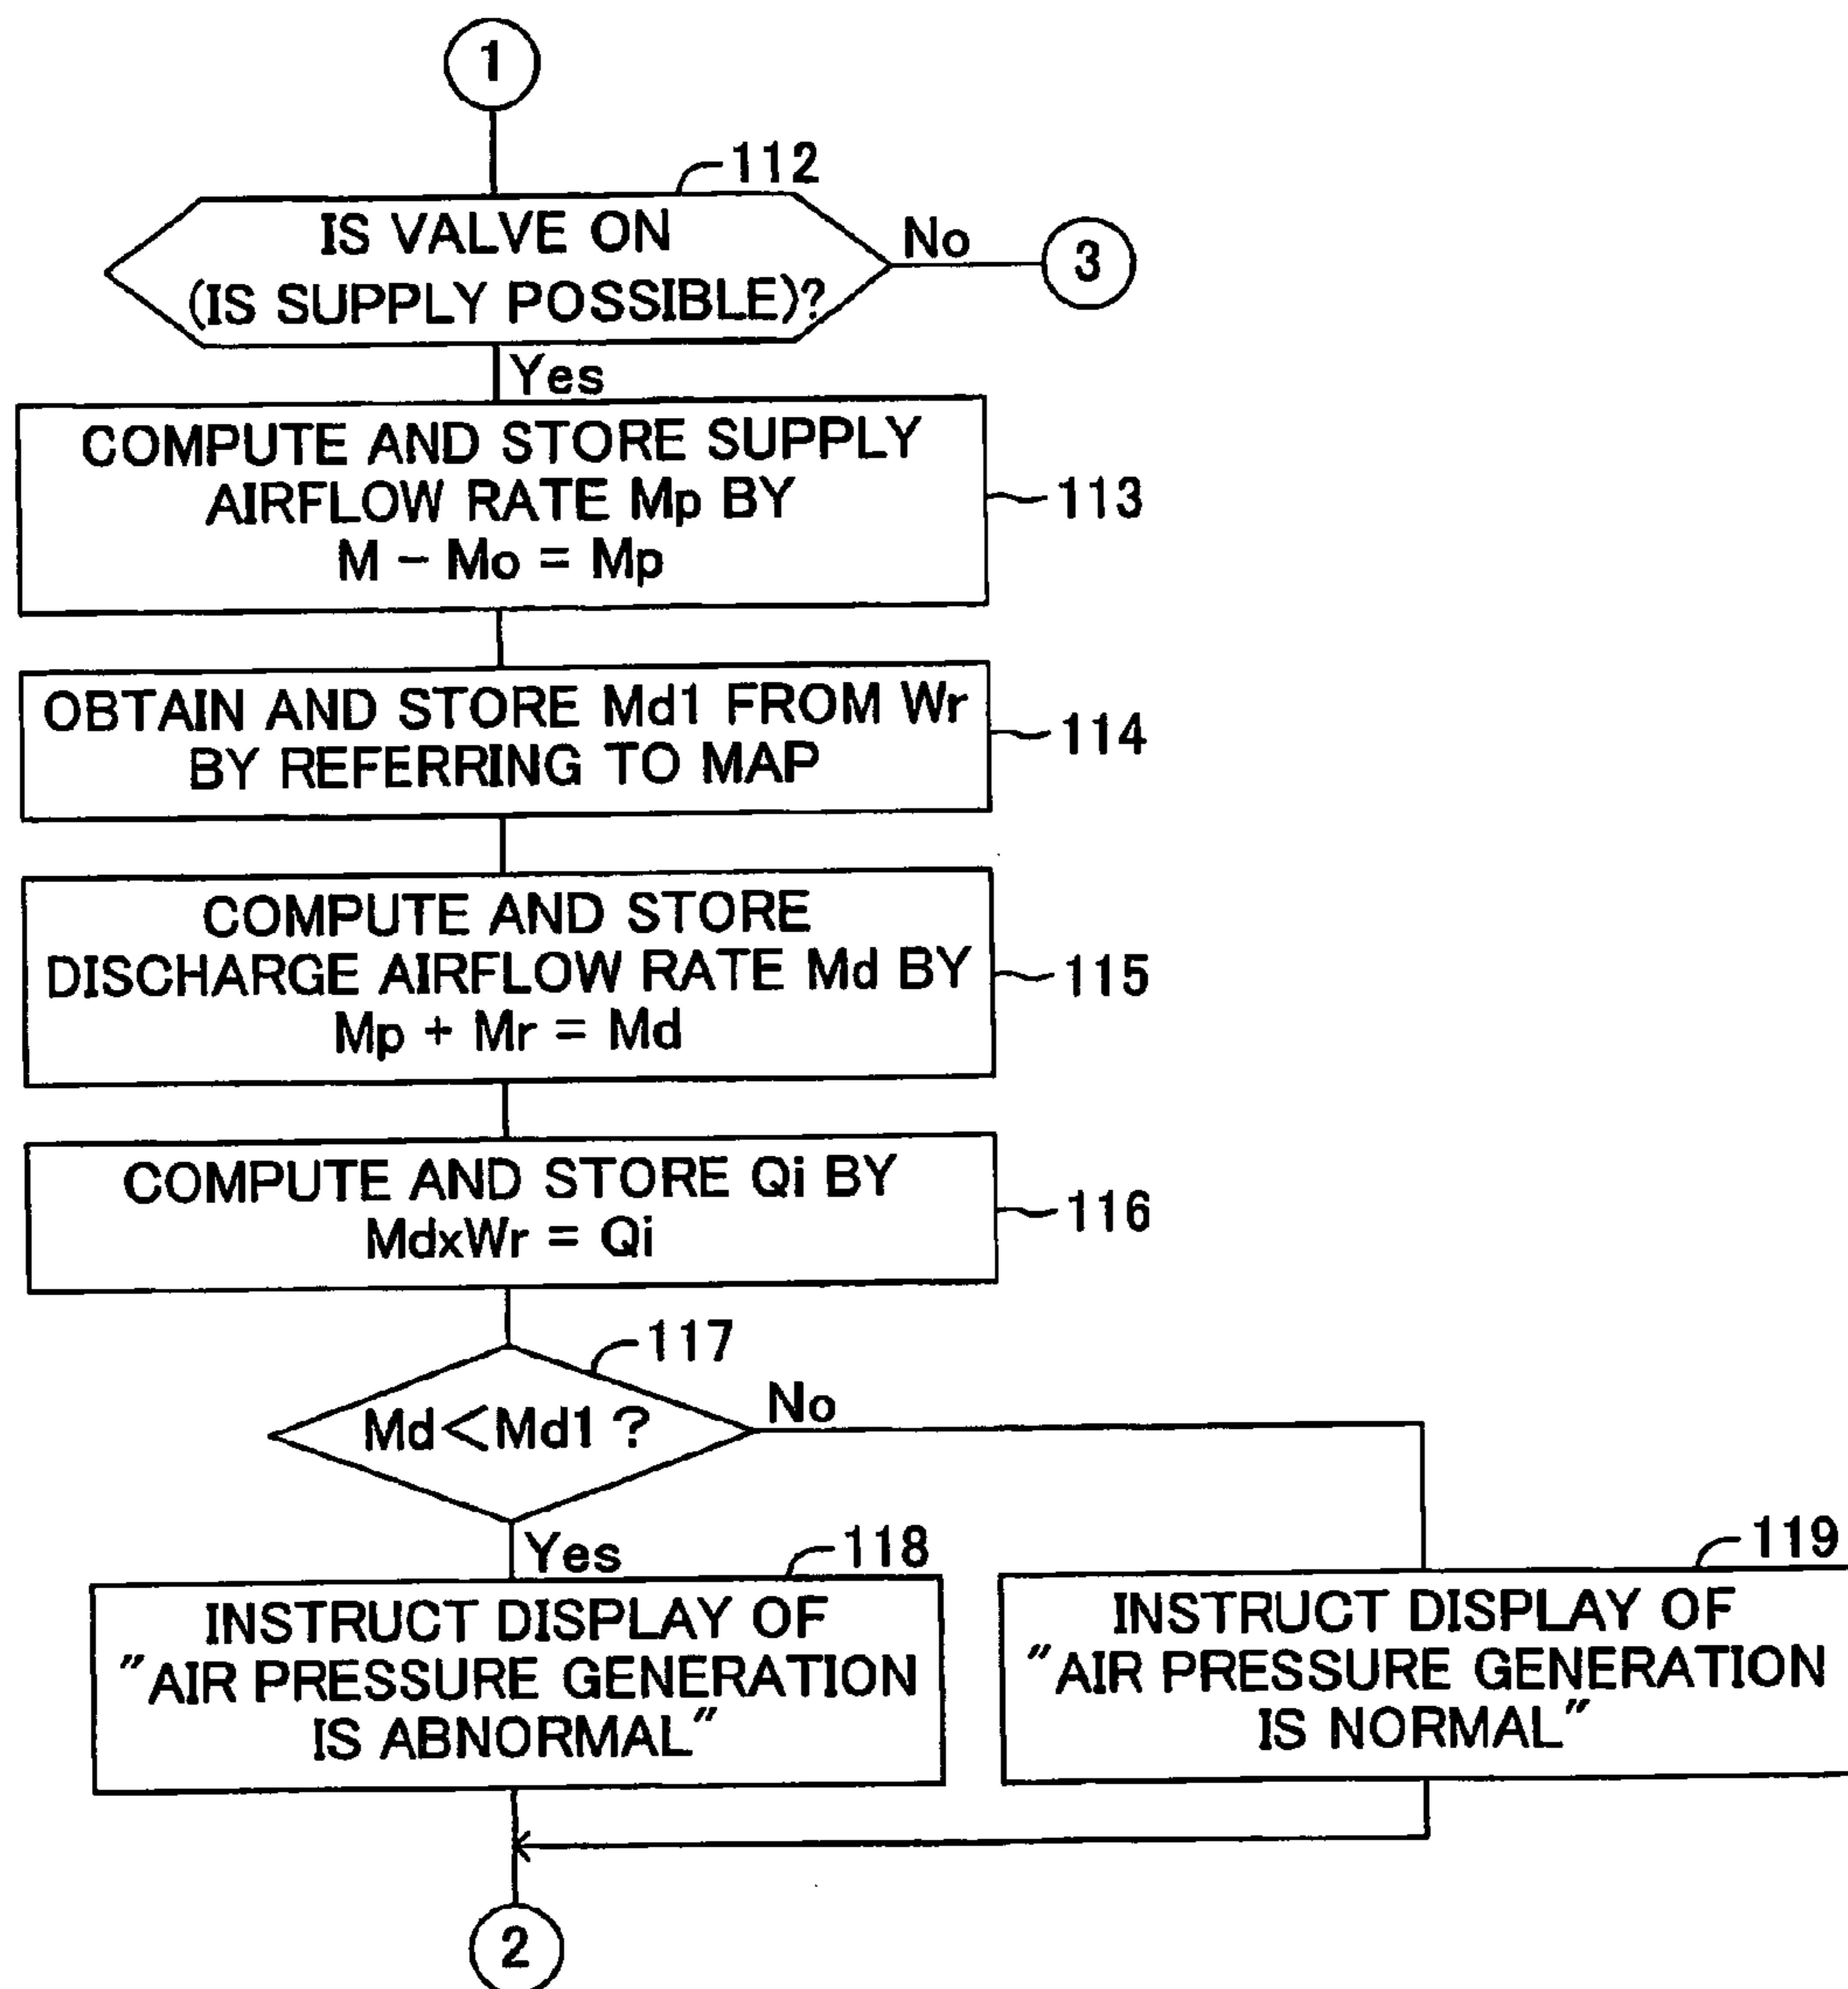 1
112
IS VALVE ON
(IS SUPPLY POSSIBLE)?
No
3
Yes
COMPUTE AND STORE SUPPLY
AIRFLOW RATE Mp BY
M - Mo = Mp
113
OBTAIN AND STORE Md1 FROM Wr
BY REFERRING TO MAP
114
COMPUTE AND STORE
DISCHARGE AIRFLOW RATE Md BY
Mp + Mr = Md
115
COMPUTE AND STORE Qi BY
MdxWr = Qi
116
117
Md<Md1 ?
No
Yes
118
INSTRUCT DISPLAY OF
"AIR PRESSURE GENERATION
IS ABNORMAL"
119
INSTRUCT DISPLAY OF
"AIR PRESSURE GENERATION
IS NORMAL"
2